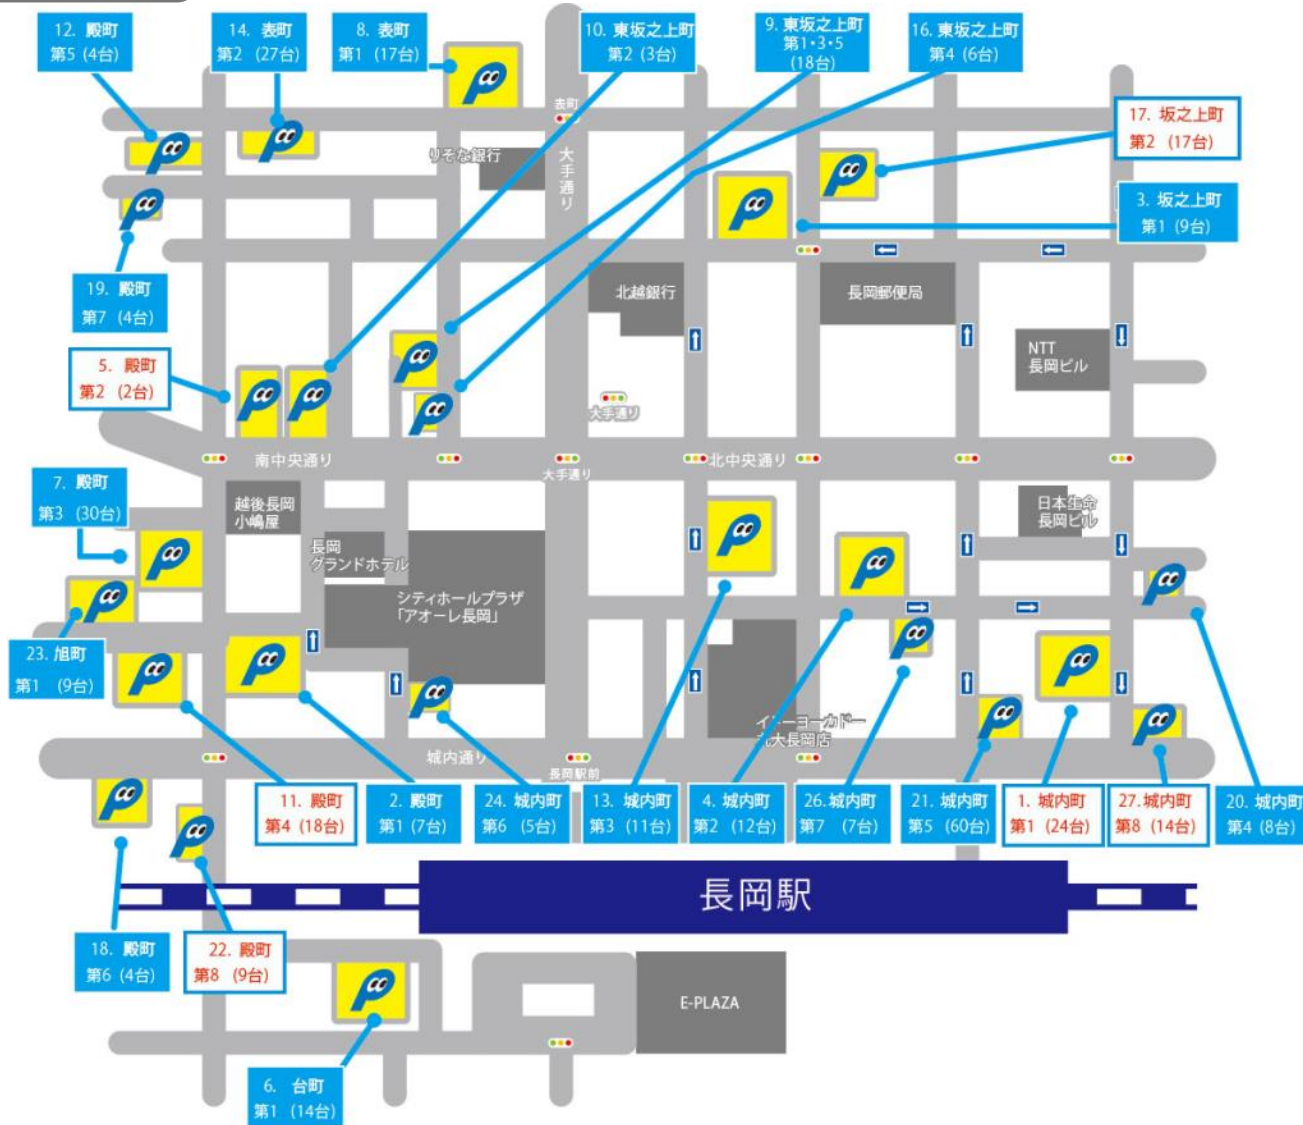 12. 殿町
第5 (4台)
14. 表町
第2 (27台)
8. 表町
第1 (17台)
10. 東坂之上町
第2 (3台)
9. 東坂之上町
第1・3・5
(18台)
16. 東坂之上町
第4 (6台)
17. 坂之上町
第2 (17台)
3. 坂之上町
第1 (9台)
表町
大手通り
りそな銀行
19. 殿町
第7 (4台)
5. 殿町
第2 (2台)
北越銀行
長岡郵便局
NTT
長岡ビル
大手通り
南中央通り
大手通り
北中央通り
7. 殿町
第3 (30台)
越後長岡
小嶋屋
長岡
グランドホテル
シティホールプラザ
「アオーレ長岡」
日本生命
長岡ビル
23. 旭町
第1 (9台)
イトーヨーカドー
丸大長岡店
城内通り
長岡駅前
11. 殿町
第4 (18台)
2. 殿町
第1 (7台)
24. 城内町
第6 (5台)
13. 城内町
第3 (11台)
4. 城内町
第2 (12台)
26.城内町
第7 (7台)
21. 城内町
第5 (60台)
1. 城内町
第1 (24台)
27.城内町
第8 (14台)
20. 城内町
第4 (8台)
長岡駅
18. 殿町
第6 (4台)
22. 殿町
第8 (9台)
E-PLAZA
6. 台町
第1 (14台)